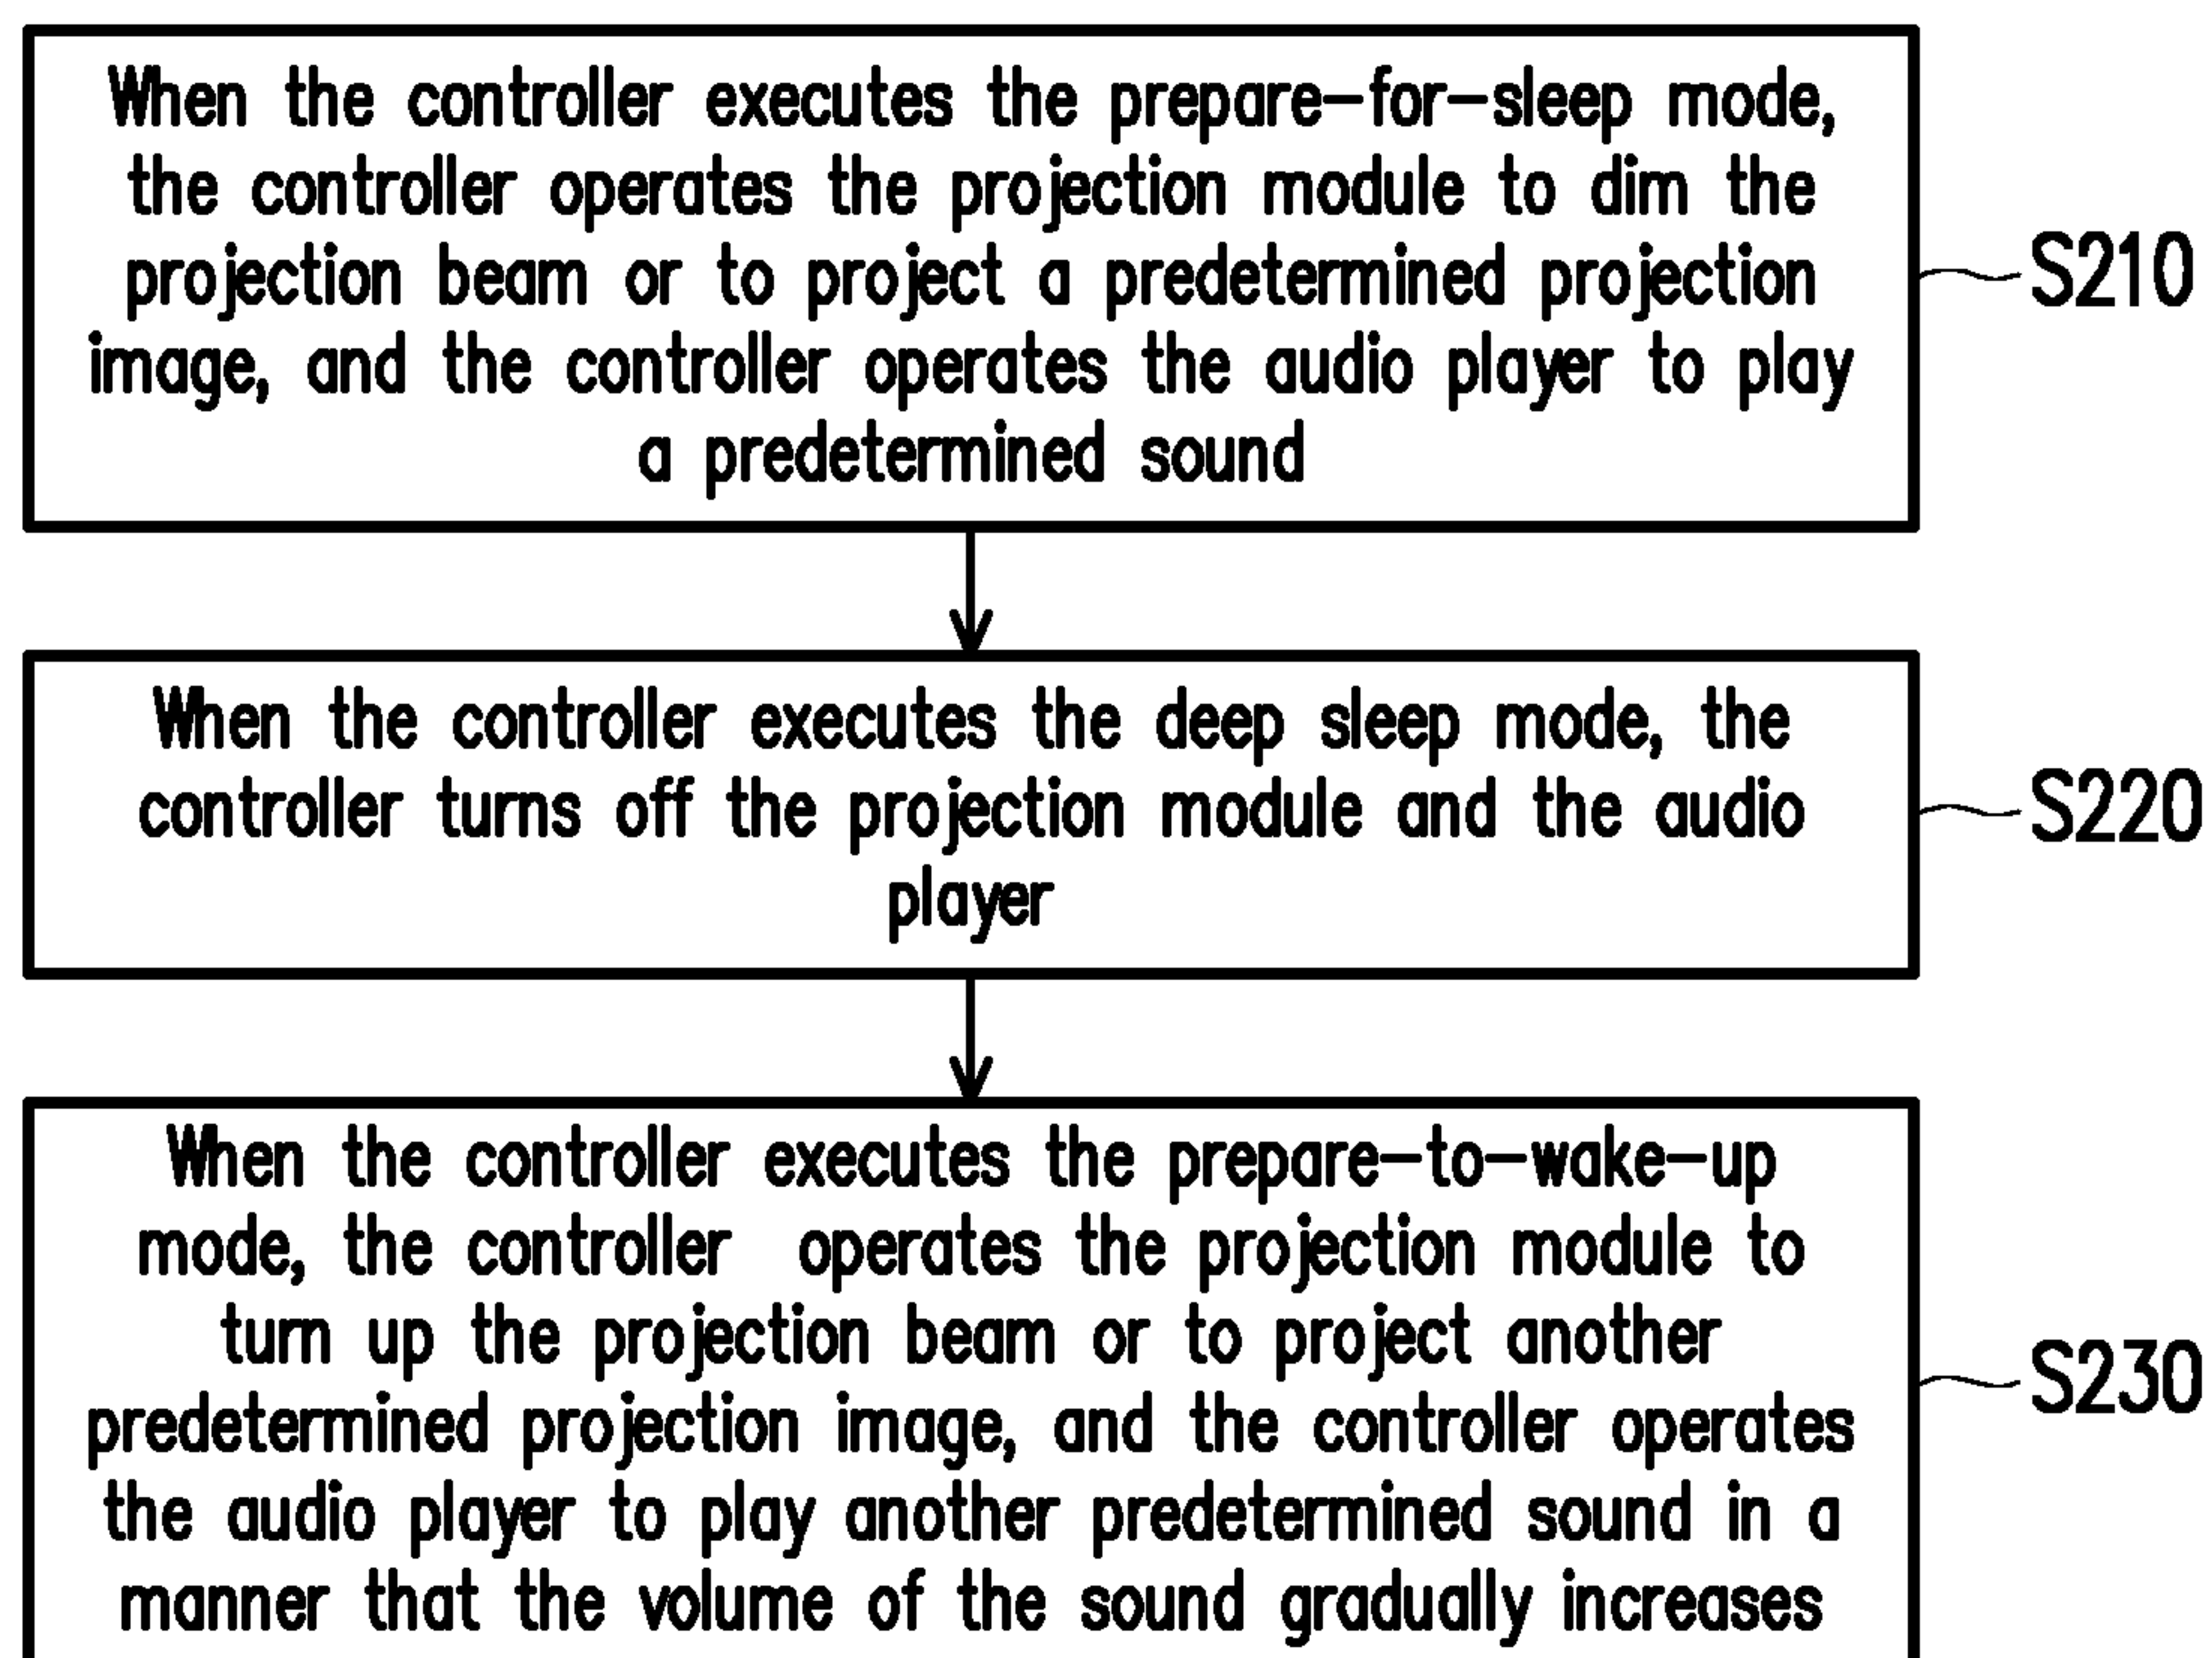 When the controller executes the prepare-for-sleep mode,
the controller operates the projection module to dim the
projection beam or to project a predetermined projection
image, and the controller operates the audio player to play
a predetermined sound
S210
When the controller executes the deep sleep mode, the
controller turns off the projection module and the audio
player
S220
When the controller executes the prepare-to-wake-up
mode, the controller operates the projection module to
turn up the projection beam or to project another
predetermined projection image, and the controller operates
the audio player to play another predetermined sound in a
manner that the volume of the sound gradually increases
S230